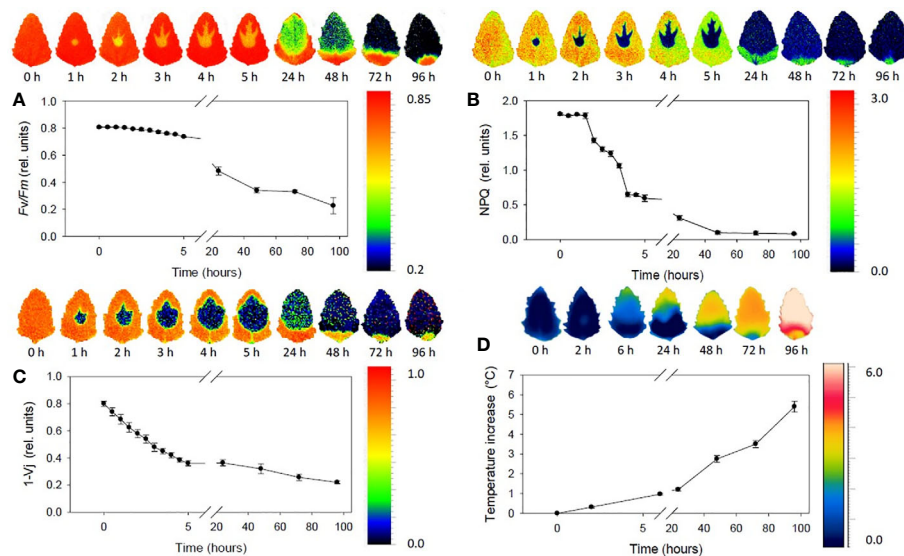 0 h 1 h 2 h 3 h 4 h 5 h 24 h 48 h 72 h 96 h
A
0.85
0.2
Fv/Fm (rel. units)
1.0
0.8
0.6
0.4
0.2
0.0
0 5 20 40 60 80 100
Time (hours)
0 h 1 h 2 h 3 h 4 h 5 h 24 h 48 h 72 h 96 h
B
3.0
0.0
NPQ (rel. units)
2.0
1.5
1.0
0.5
0.0
0 5 20 40 60 80 100
Time (hours)
0 h 1 h 2 h 3 h 4 h 5 h 24 h 48 h 72 h 96 h
C
1.0
0.0
1-Vj (rel. units)
1.0
0.8
0.6
0.4
0.2
0.0
0 5 20 40 60 80 100
Time (hours)
0 h 2 h 6 h 24 h 48 h 72 h 96 h
D
6.0
0.0
Temperature increase (°C)
7
6
5
4
3
2
1
0
0 5 20 40 60 80 100
Time (hours)